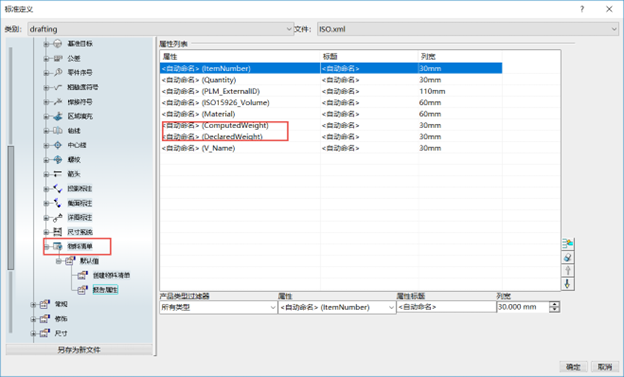 标准定义
? ×
类别: drafting 文件: ISO.xml
基准目标
公差
零件序号
粗糙度符号
焊接符号
区域填充
轴线
中心线
螺纹
箭头
投影标注
截面标注
详图标注
尺寸系统
物料清单
默认值
创建物料清单
报告属性
常规
修饰
尺寸
另存为新文件
属性列表
属性 标题 列宽
<自动命名> (ItemNumber) <自动命名> 30mm
<自动命名> (Quantity) <自动命名> 30mm
<自动命名> (PLM_ExternalID) <自动命名> 110mm
<自动命名> (ISO15926_Volume) <自动命名> 60mm
<自动命名> (Material) <自动命名> 60mm
<自动命名> (ComputedWeight) <自动命名> 30mm
<自动命名> (DeclaredWeight) <自动命名> 30mm
<自动命名> (V_Name) <自动命名> 30mm
产品类型过滤器 属性 属性标题 列宽
所有类型 <自动命名> (ItemNumber) <自动命名> 30.000 mm
确定 取消